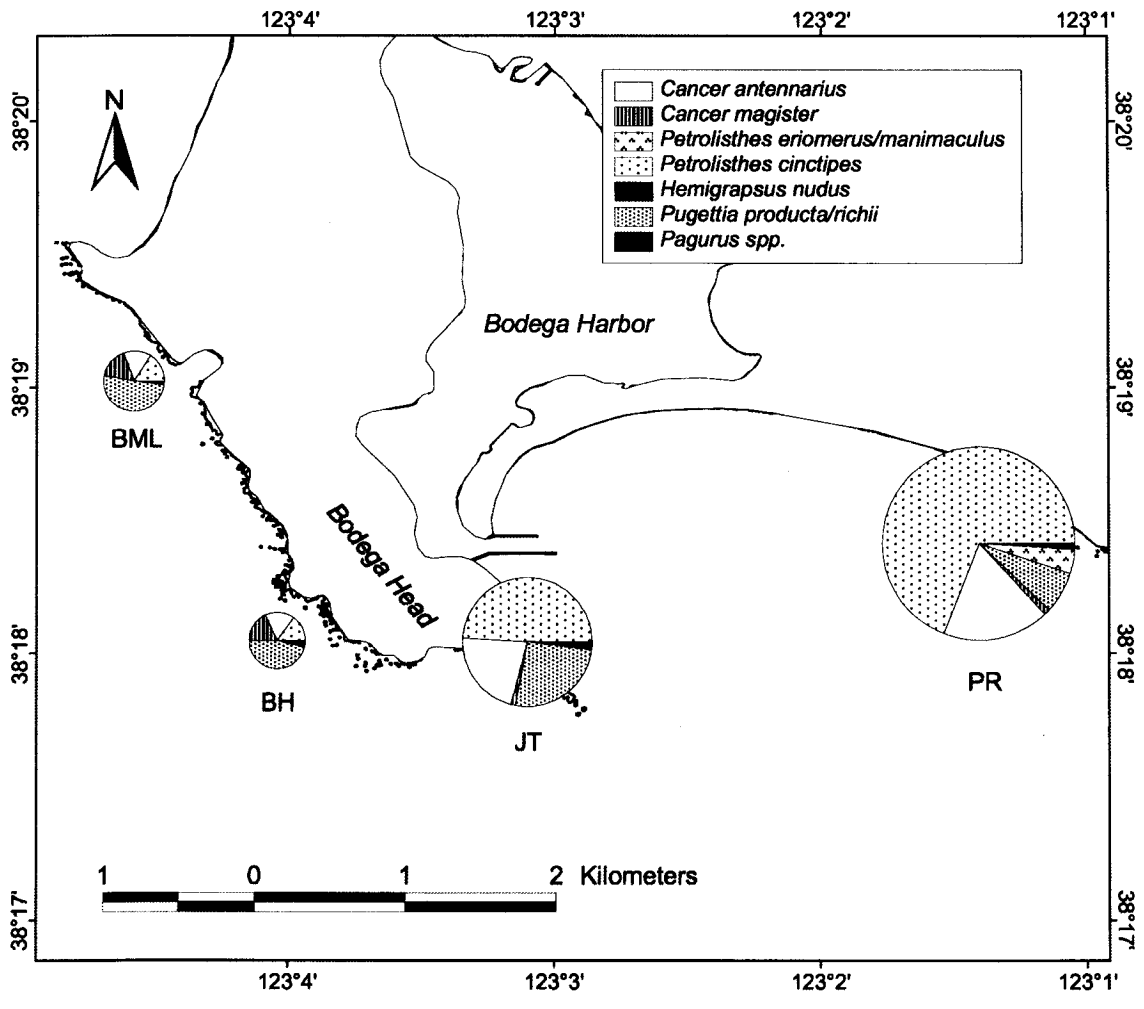 123°4' 123°3' 123°2' 123°1'
38°20' 38°20'
N
Cancer antennarius
Cancer magister
Petrolisthes eriomerus/manimaculus
Petrolisthes cinctipes
Hemigrapsus nudus
Pugettia producta/richii
Pagurus spp.
Bodega Harbor
38°19' 38°19'
BML
Bodega Head
38°18' 38°18'
BH
JT
PR
1 0 1 2 Kilometers
38°17' 38°17'
123°4' 123°3' 123°2' 123°1'